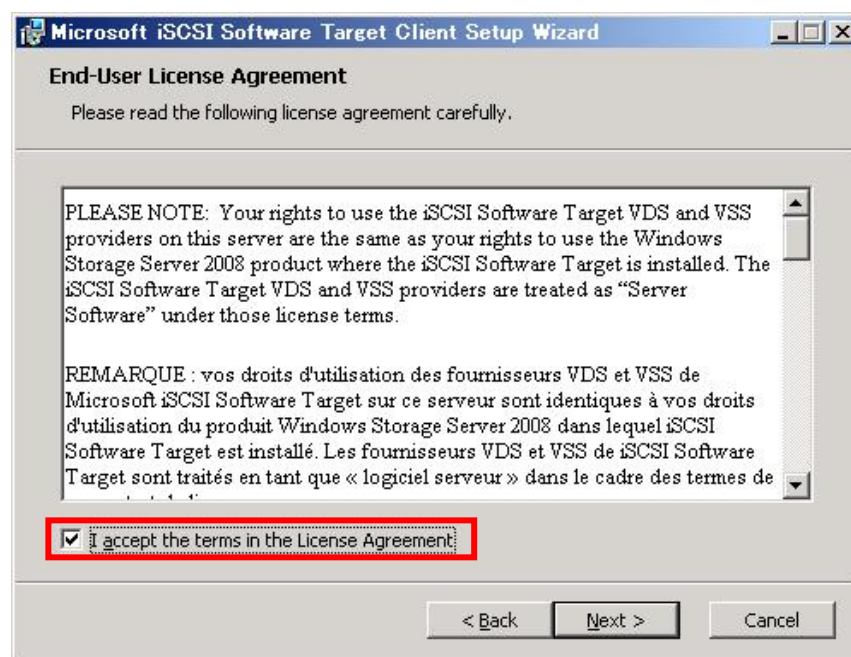 Microsoft iSCSI Software Target Client Setup Wizard
End-User License Agreement
Please read the following license agreement carefully.
PLEASE NOTE: Your rights to use the iSCSI Software Target VDS and VSS
providers on this server are the same as your rights to use the Windows
Storage Server 2008 product where the iSCSI Software Target is installed. The
iSCSI Software Target VDS and VSS providers are treated as “Server
Software” under those license terms.
REMARQUE : vos droits d'utilisation des fournisseurs VDS et VSS de
Microsoft iSCSI Software Target sur ce serveur sont identiques à vos droits
d'utilisation du produit Windows Storage Server 2008 dans lequel iSCSI
Software Target est installé. Les fournisseurs VDS et VSS de iSCSI Software
Target sont traités en tant que « logiciel serveur » dans le cadre des termes de
I accept the terms in the License Agreement
< Back Next > Cancel